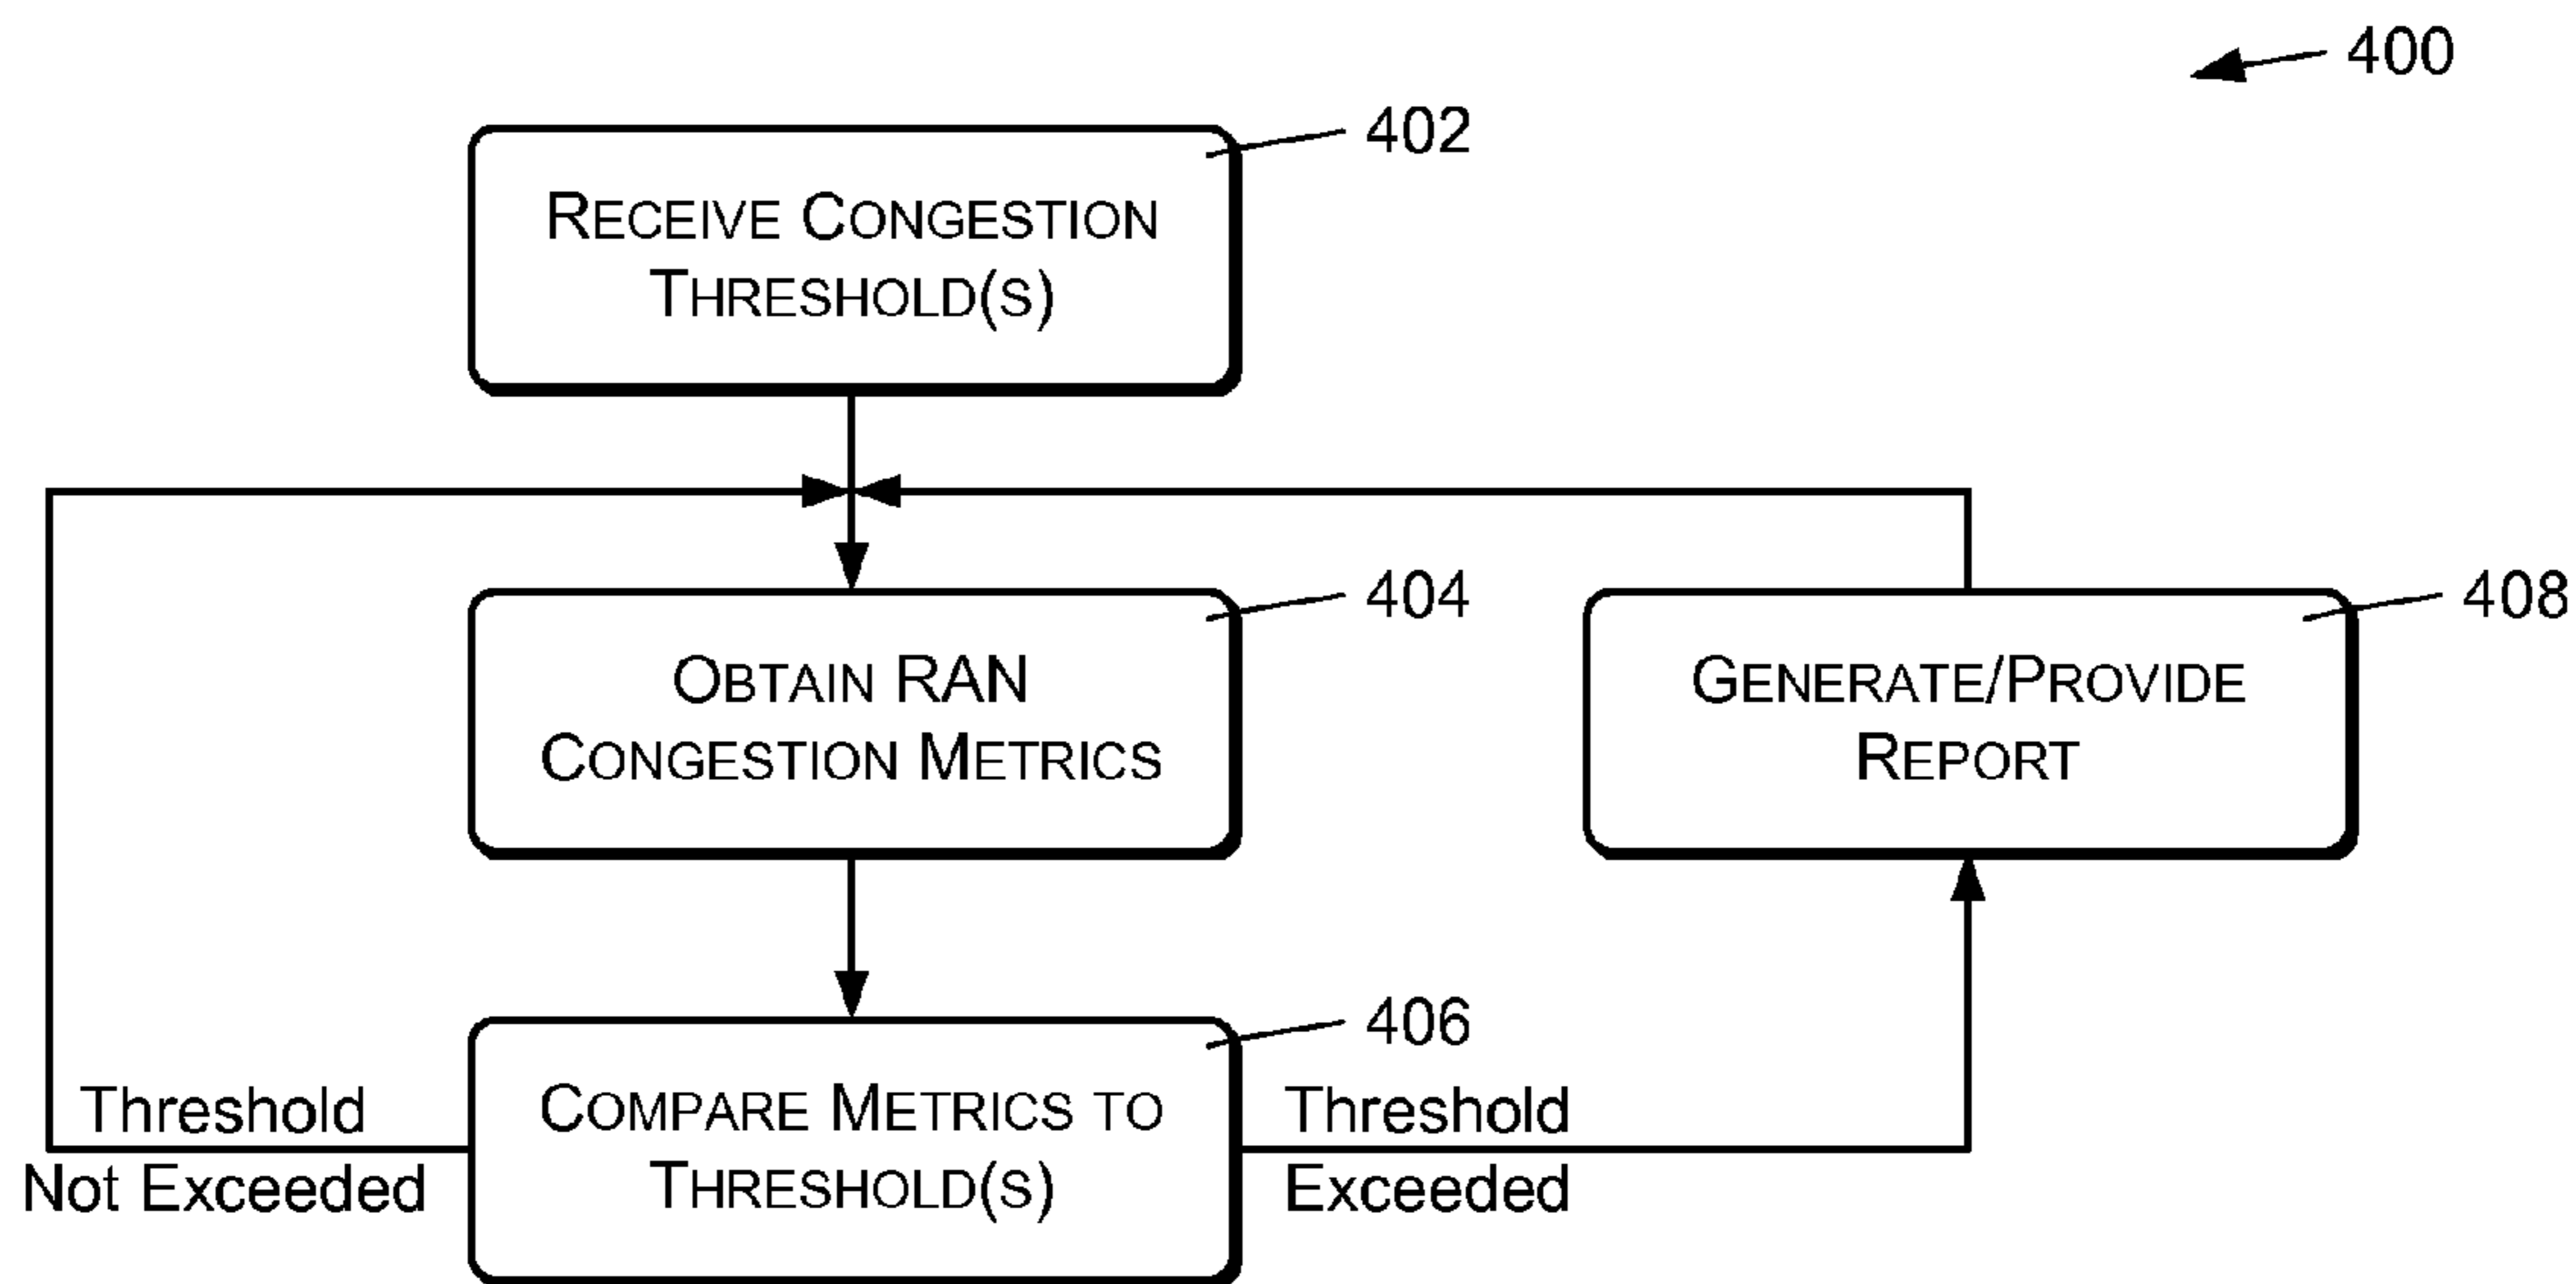 400
402
RECEIVE CONGESTION
THRESHOLD(S)
404
OBTAIN RAN
CONGESTION METRICS
408
GENERATE/PROVIDE
REPORT
406
COMPARE METRICS TO
THRESHOLD(S)
Threshold
Not Exceeded
Threshold
Exceeded